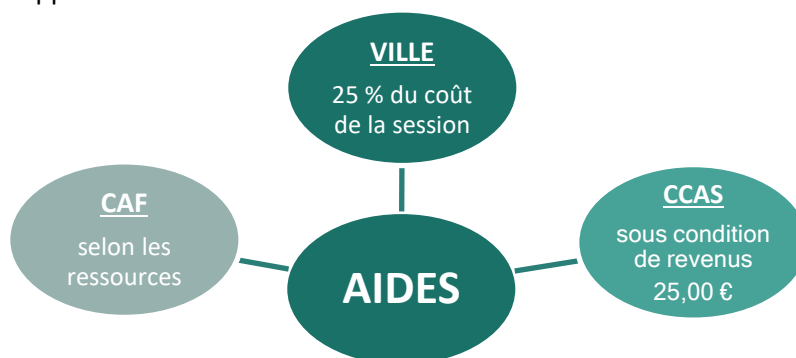 VILLE
25 % du coût
de la session
CAF
selon les
ressources
CCAS
sous condition
de revenus
25,00 €
AIDES